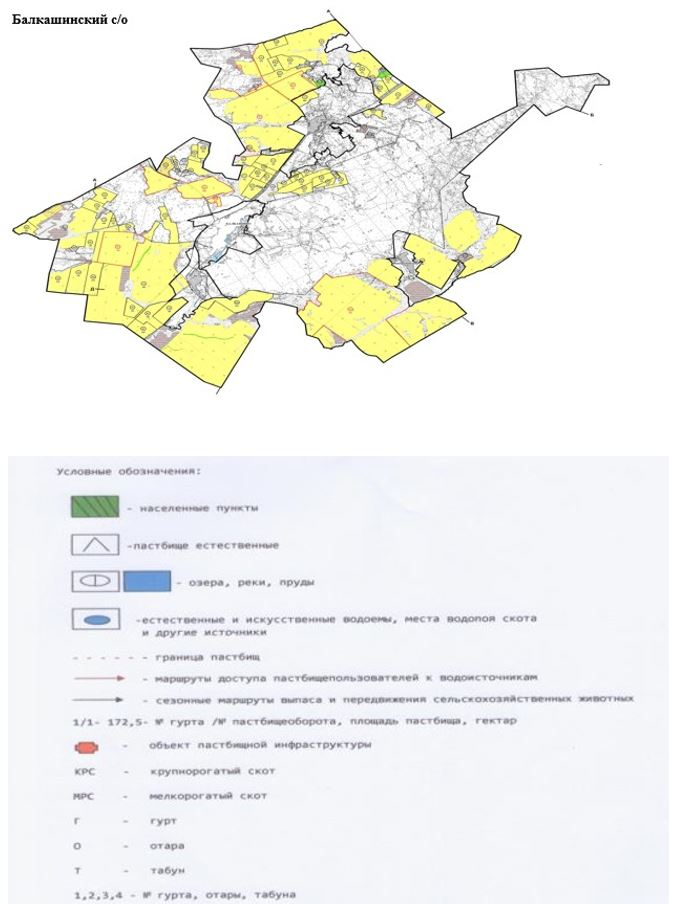 Балкашинский с/о
Условные обозначения:
- населенные пункты
-пастбище естественные
- озера, реки, пруды
-естественные и искусственные водоемы, места водопоя скота
и другие источники
- граница пастбищ
- маршруты доступа пастбищепользователей к водоисточникам
- сезонные маршруты выпаса и передвижения сельскохозяйственных животных
1/1- 172,5- № гурта /№ пастбищеоборота, площадь пастбища, гектар
- объект пастбищной инфраструктуры
КРС - крупнорогатый скот
МРС - мелкорогатый скот
Г - гурт
О - отара
Т - табун
1,2,3,4 - № гурта, отары, табуна